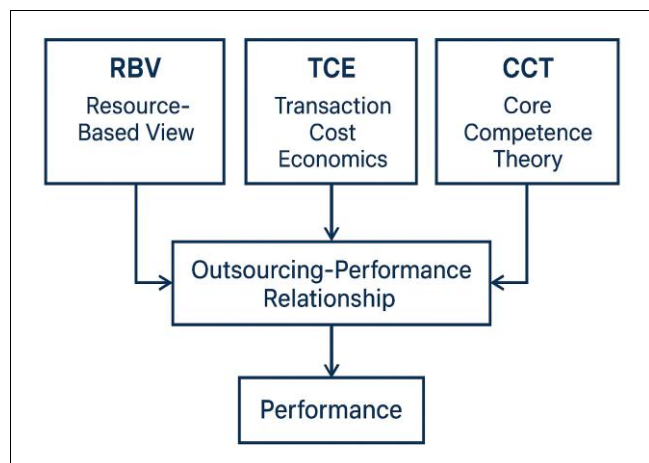 RBV
Resource-
Based View
TCE
Transaction
Cost
Economics
CCT
Core
Competence
Theory
Outsourcing-Performance
Relationship
Performance